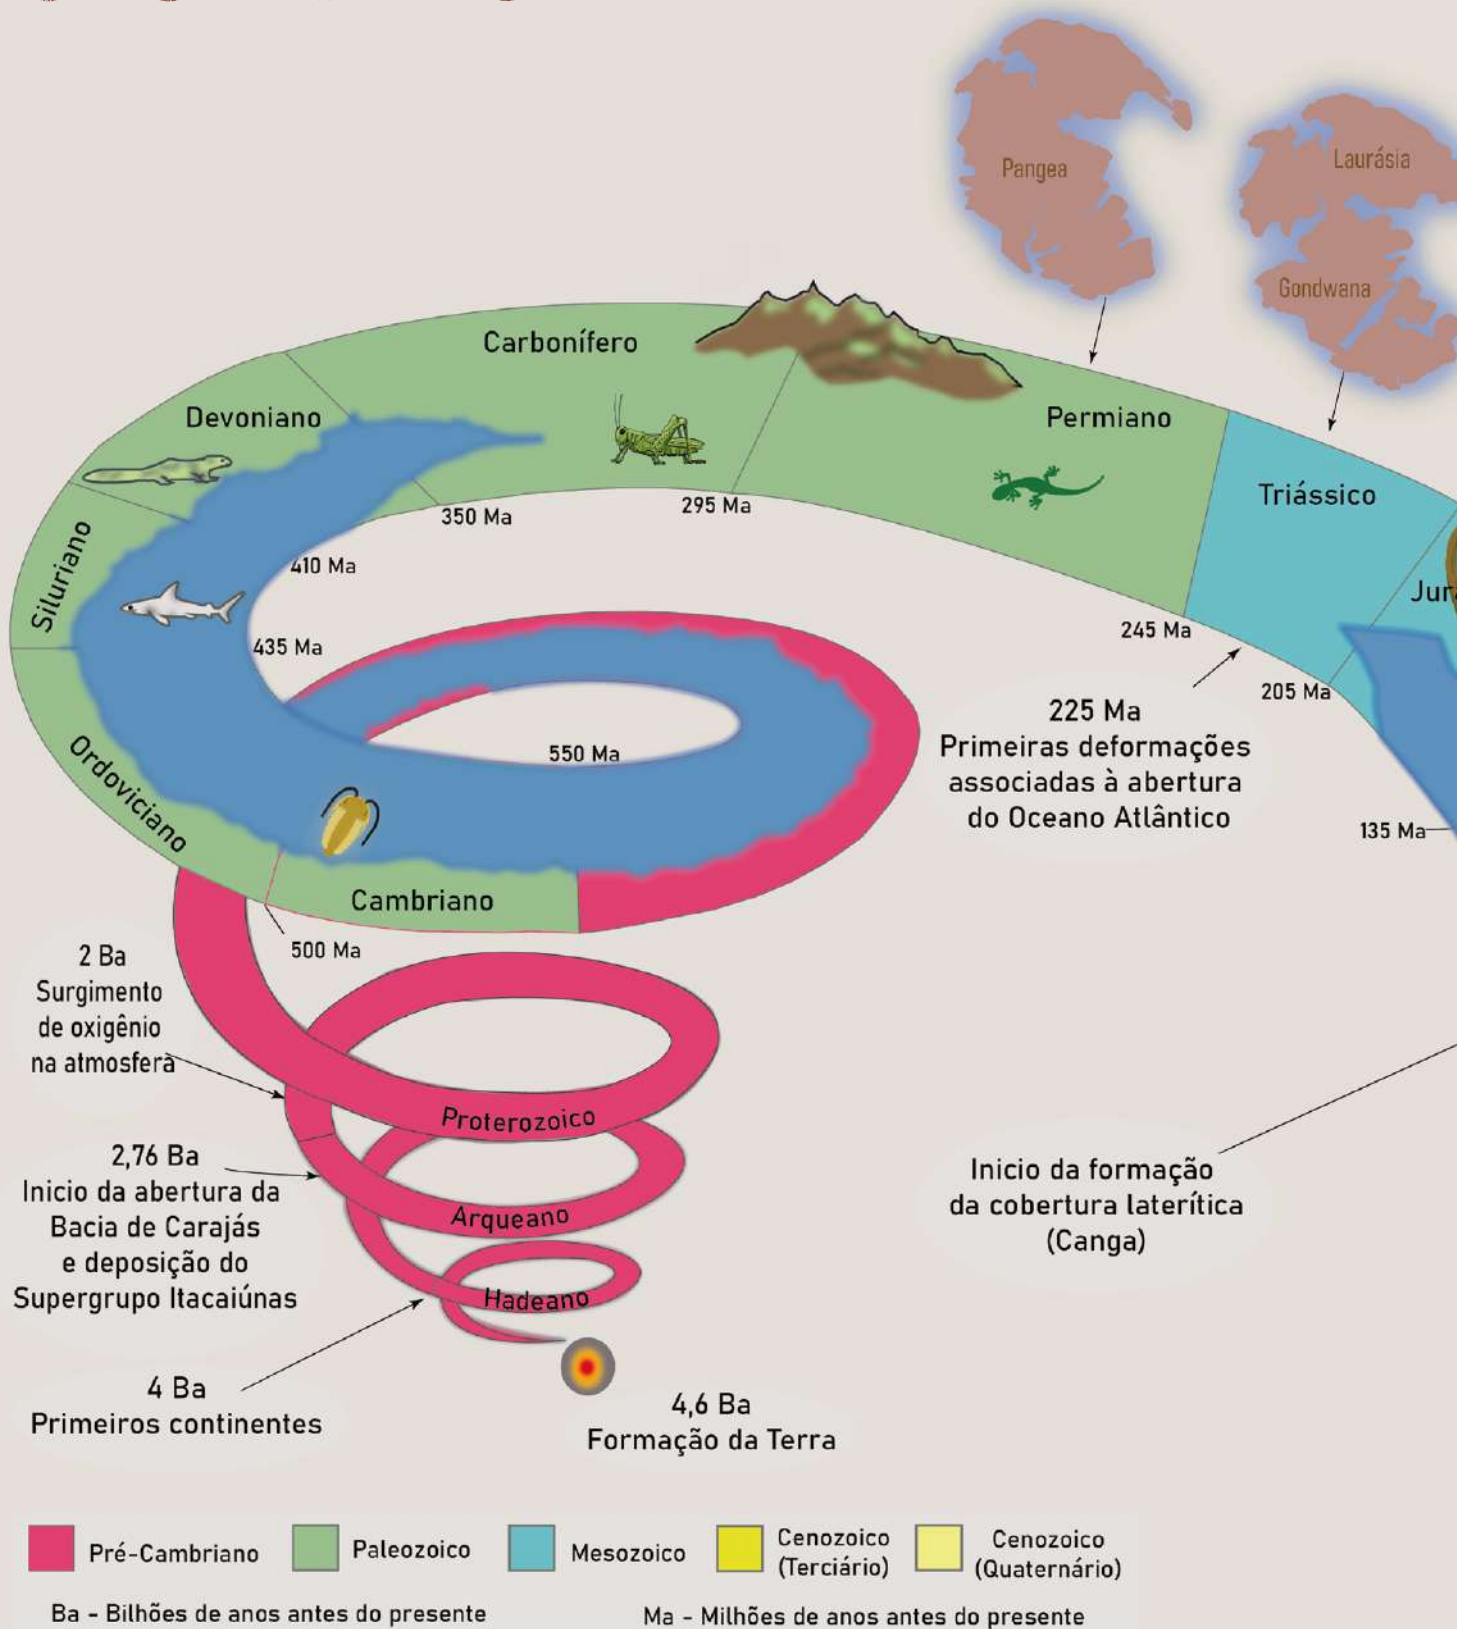 Pangea
Laurásia
Gondwana
Carbonífero
Devoniano
Permiano
Siluriano
Triássico
350 Ma
295 Ma
410 Ma
435 Ma
245 Ma
205 Ma
Jur
225 Ma
Primeiras deformações
associadas à abertura
do Oceano Atlântico
550 Ma
135 Ma
Ordoviciano
Cambriano
500 Ma
2 Ba
Surgimento
de oxigênio
na atmosfera
Proterozoico
2,76 Ba
Inicio da abertura da
Bacia de Carajás
e deposição do
Supergrupo Itacaiúnas
Arqueano
Inicio da formação
da cobertura laterítica
(Canga)
Hadeano
4 Ba
Primeiros continentes
4,6 Ba
Formação da Terra
Pré-Cambriano
Paleozoico
Mesozoico
Cenozoico
(Terciário)
Cenozoico
(Quaternário)
Ba - Bilhões de anos antes do presente
Ma - Milhões de anos antes do presente